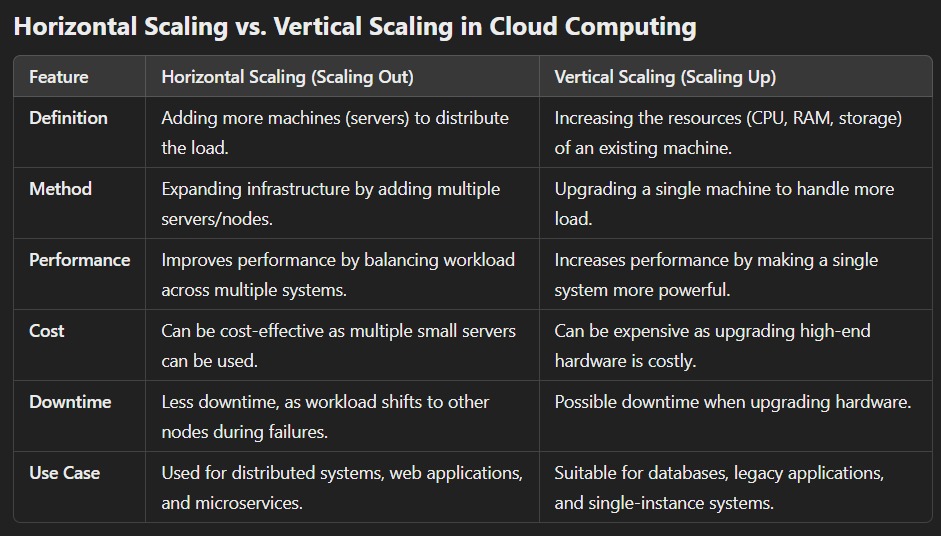 Horizontal Scaling vs. Vertical Scaling in Cloud Computing
Feature Horizontal Scaling (Scaling Out) Vertical Scaling (Scaling Up)
Definition Adding more machines (servers) to distribute Increasing the resources (CPU, RAM, storage)
the load. of an existing machine.
Method Expanding infrastructure by adding multiple Upgrading a single machine to handle more
servers/nodes. load.
Performance Improves performance by balancing workload Increases performance by making a single
across multiple systems. system more powerful.
Cost Can be cost-effective as multiple small servers Can be expensive as upgrading high-end
can be used. hardware is costly.
Downtime Less downtime, as workload shifts to other Possible downtime when upgrading hardware.
nodes during failures.
Use Case Used for distributed systems, web applications, Suitable for databases, legacy applications,
and microservices. and single-instance systems.